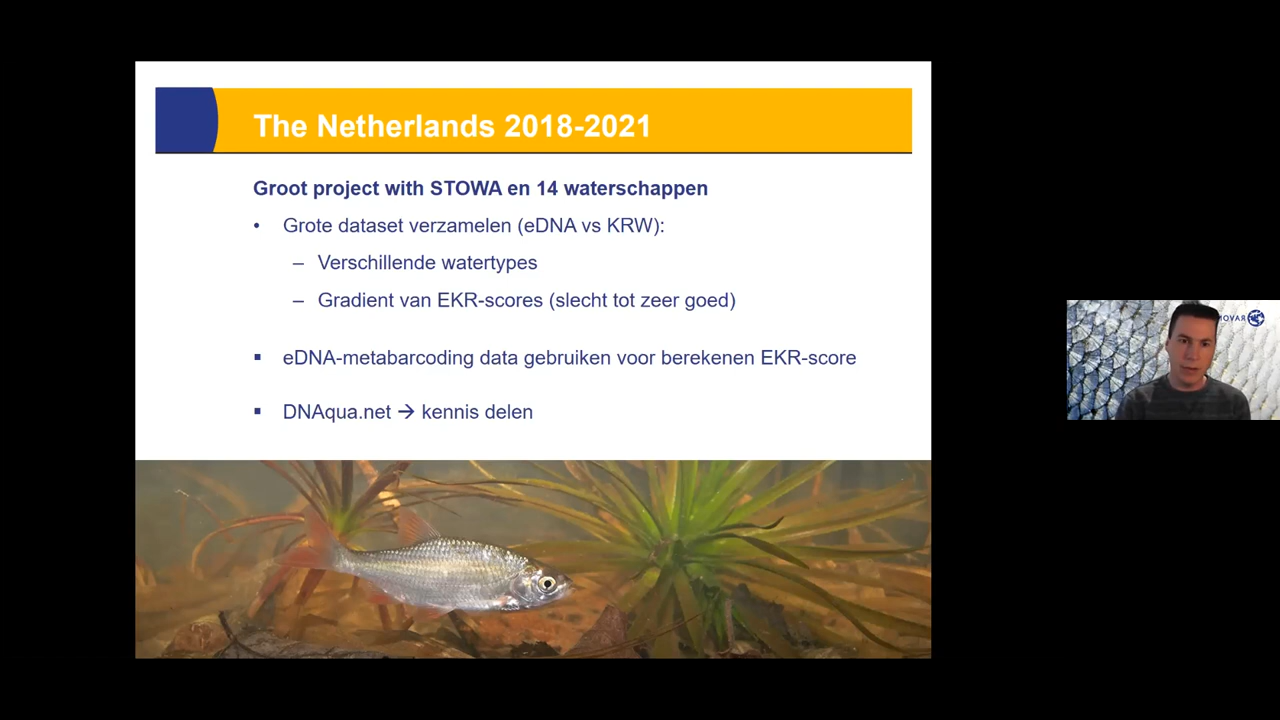 The Netherlands 2018-2021
Groot project with STOWA en 14 waterschappen
• Grote dataset verzamelen (eDNA vs KRW):
– Verschillende watertypes
– Gradient van EKR-scores (slecht tot zeer goed)
▪ eDNA-metabarcoding data gebruiken voor berekenen EKR-score
▪ DNAqua.net → kennis delen